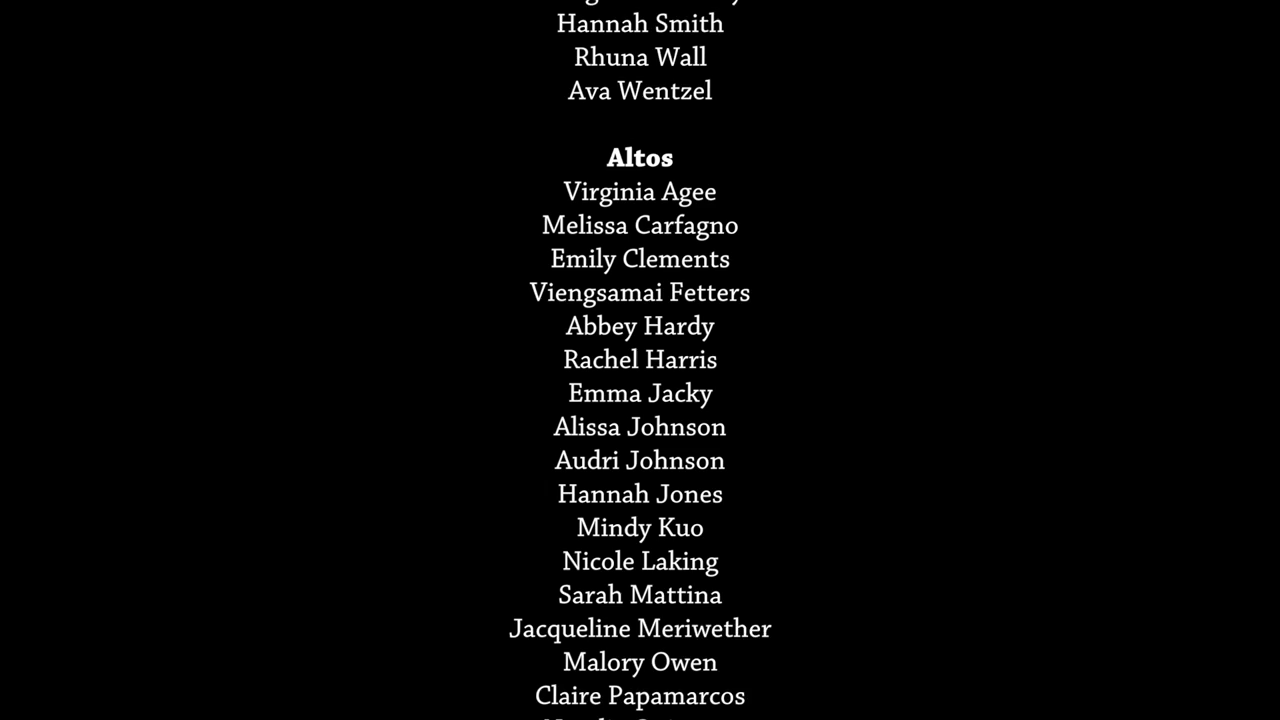 Hannah Smith
Rhuna Wall
Ava Wentzel
Altos
Virginia Agee
Melissa Carfagno
Emily Clements
Viengsamai Fetters
Abbey Hardy
Rachel Harris
Emma Jacky
Alissa Johnson
Audri Johnson
Hannah Jones
Mindy Kuo
Nicole Laking
Sarah Mattina
Jacqueline Meriwether
Malory Owen
Claire Papamarcos